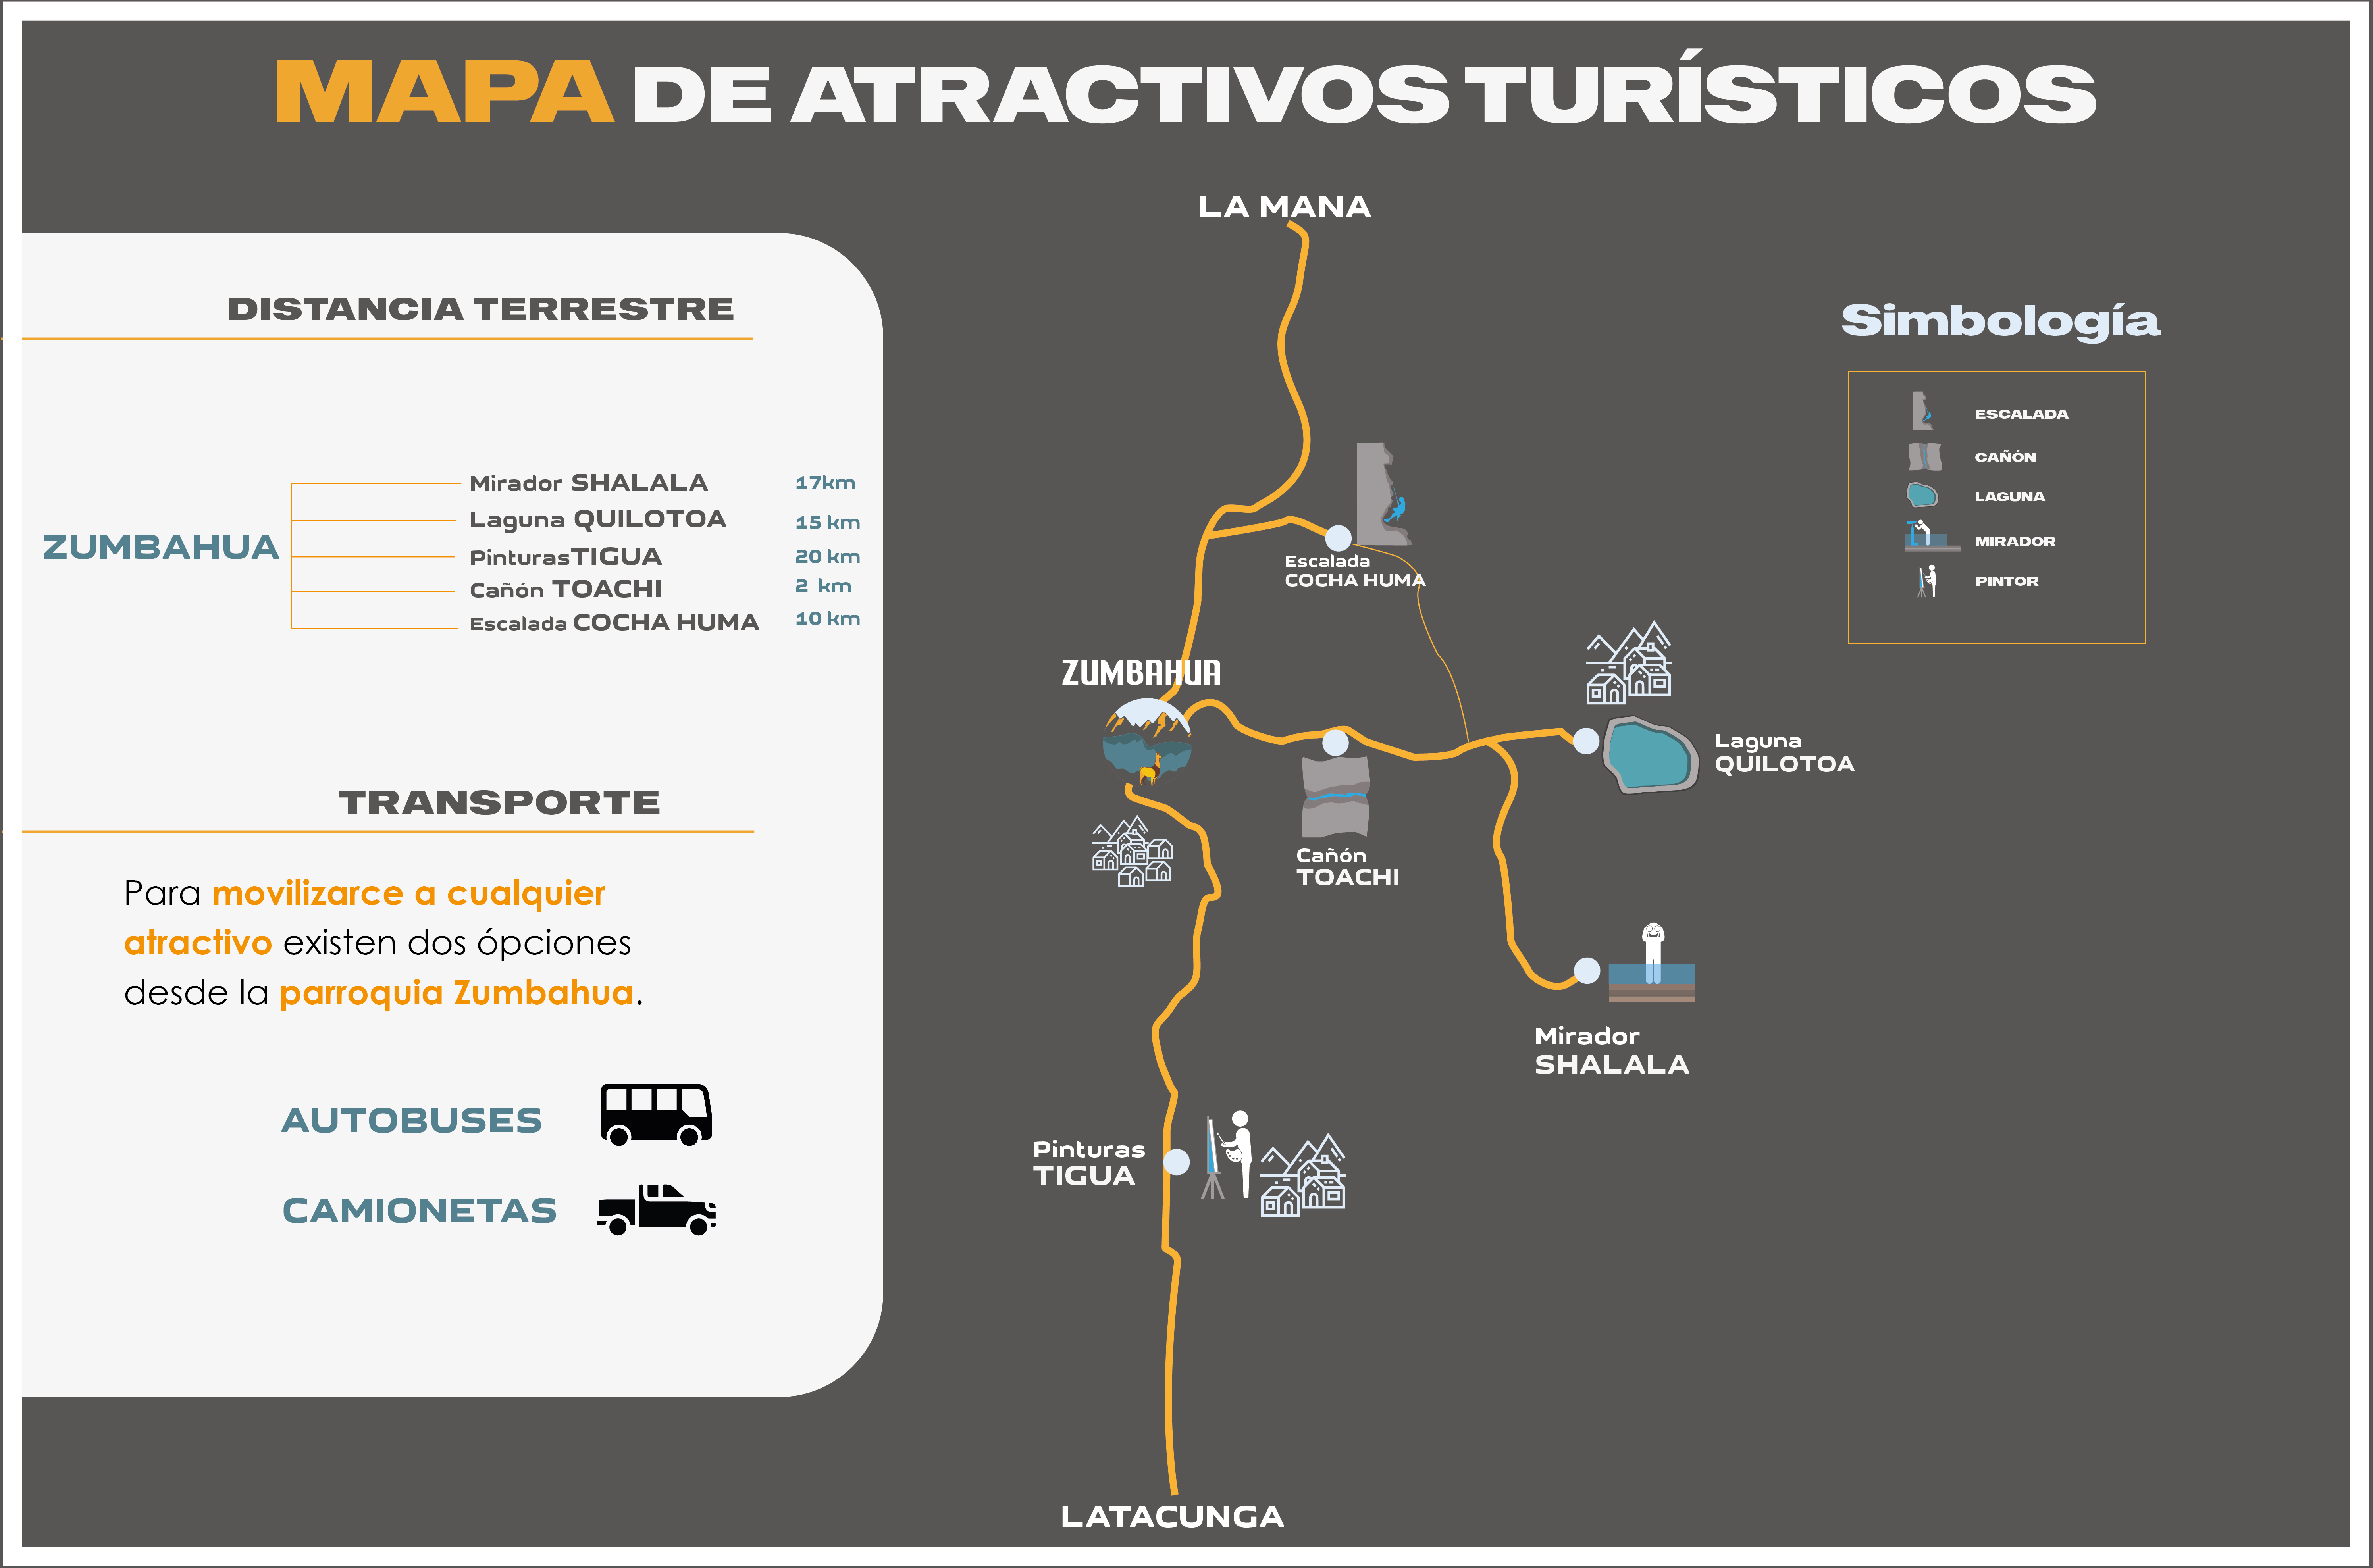 MAPA DE ATRACTIVOS TURÍSTICOS
DISTANCIA TERRESTRE
ZUMBAHUA
Mirador SHALALA 17km
Laguna QUILOTOA 15 km
PinturasTIGUA 20 km
Cañón TOACHI 2 km
Escalada COCHA HUMA 10 km
TRANSPORTE
Para movilizarce a cualquier
atractivo existen dos ópciones
desde la parroquia Zumbahua.
AUTOBUSES
CAMIONETAS
LA MANA
Escalada
COCHA HUMA
ZUMBAHUA
Laguna
QUILOTOA
Cañón
TOACHI
Mirador
SHALALA
Pinturas
TIGUA
LATACUNGA
Simbología
ESCALADA
CAÑÓN
LAGUNA
MIRADOR
PINTOR